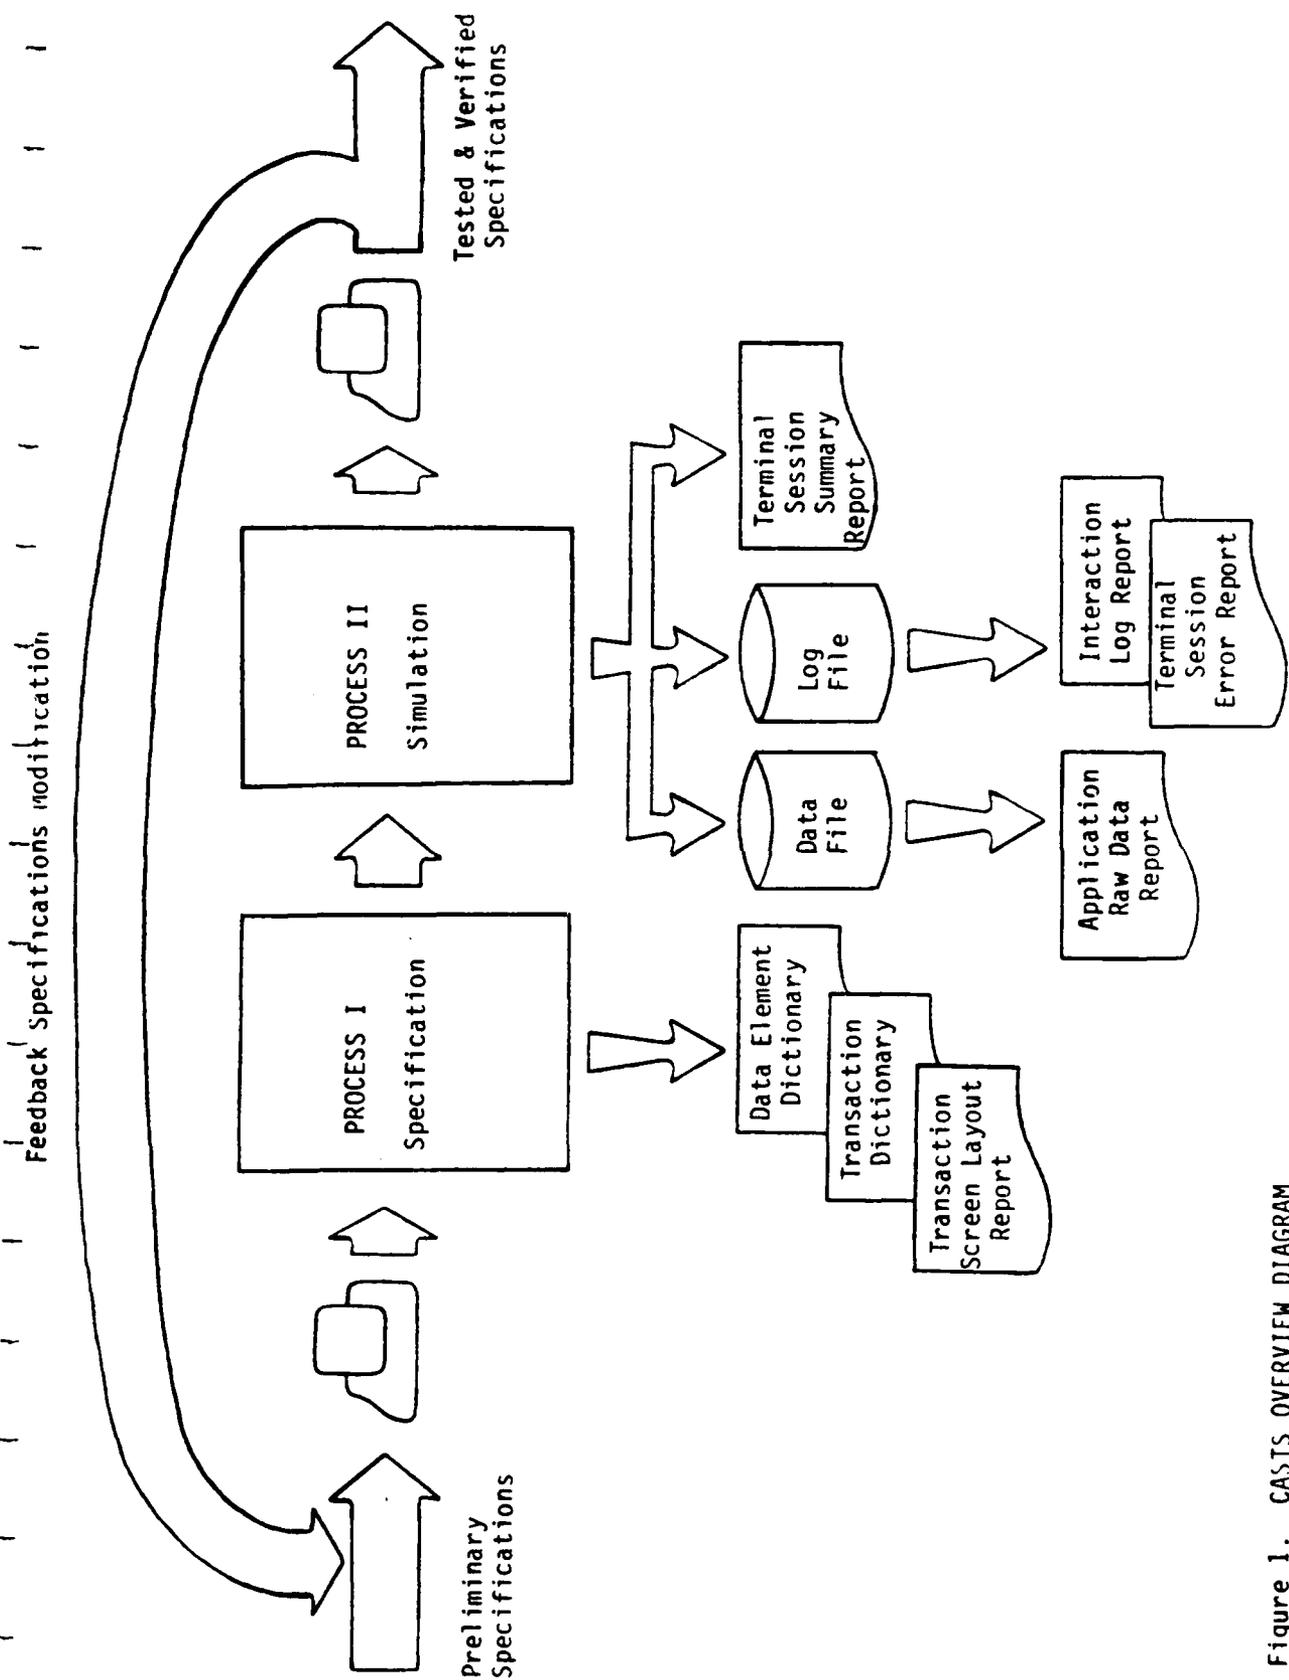 Feedback Specifications Modification
PROCESS I
Specification
PROCESS II
Simulation
Preliminary
Specifications
Tested & Verified
Specifications
Data Element
Dictionary
Transaction
Dictionary
Transaction
Screen Layout
Report
Data
File
Log
File
Terminal
Session
Summary
Report
Application
Raw Data
Report
Interaction
Log Report
Terminal
Session
Error Report
Figure 1. CASTS OVERVIEW DIAGRAM